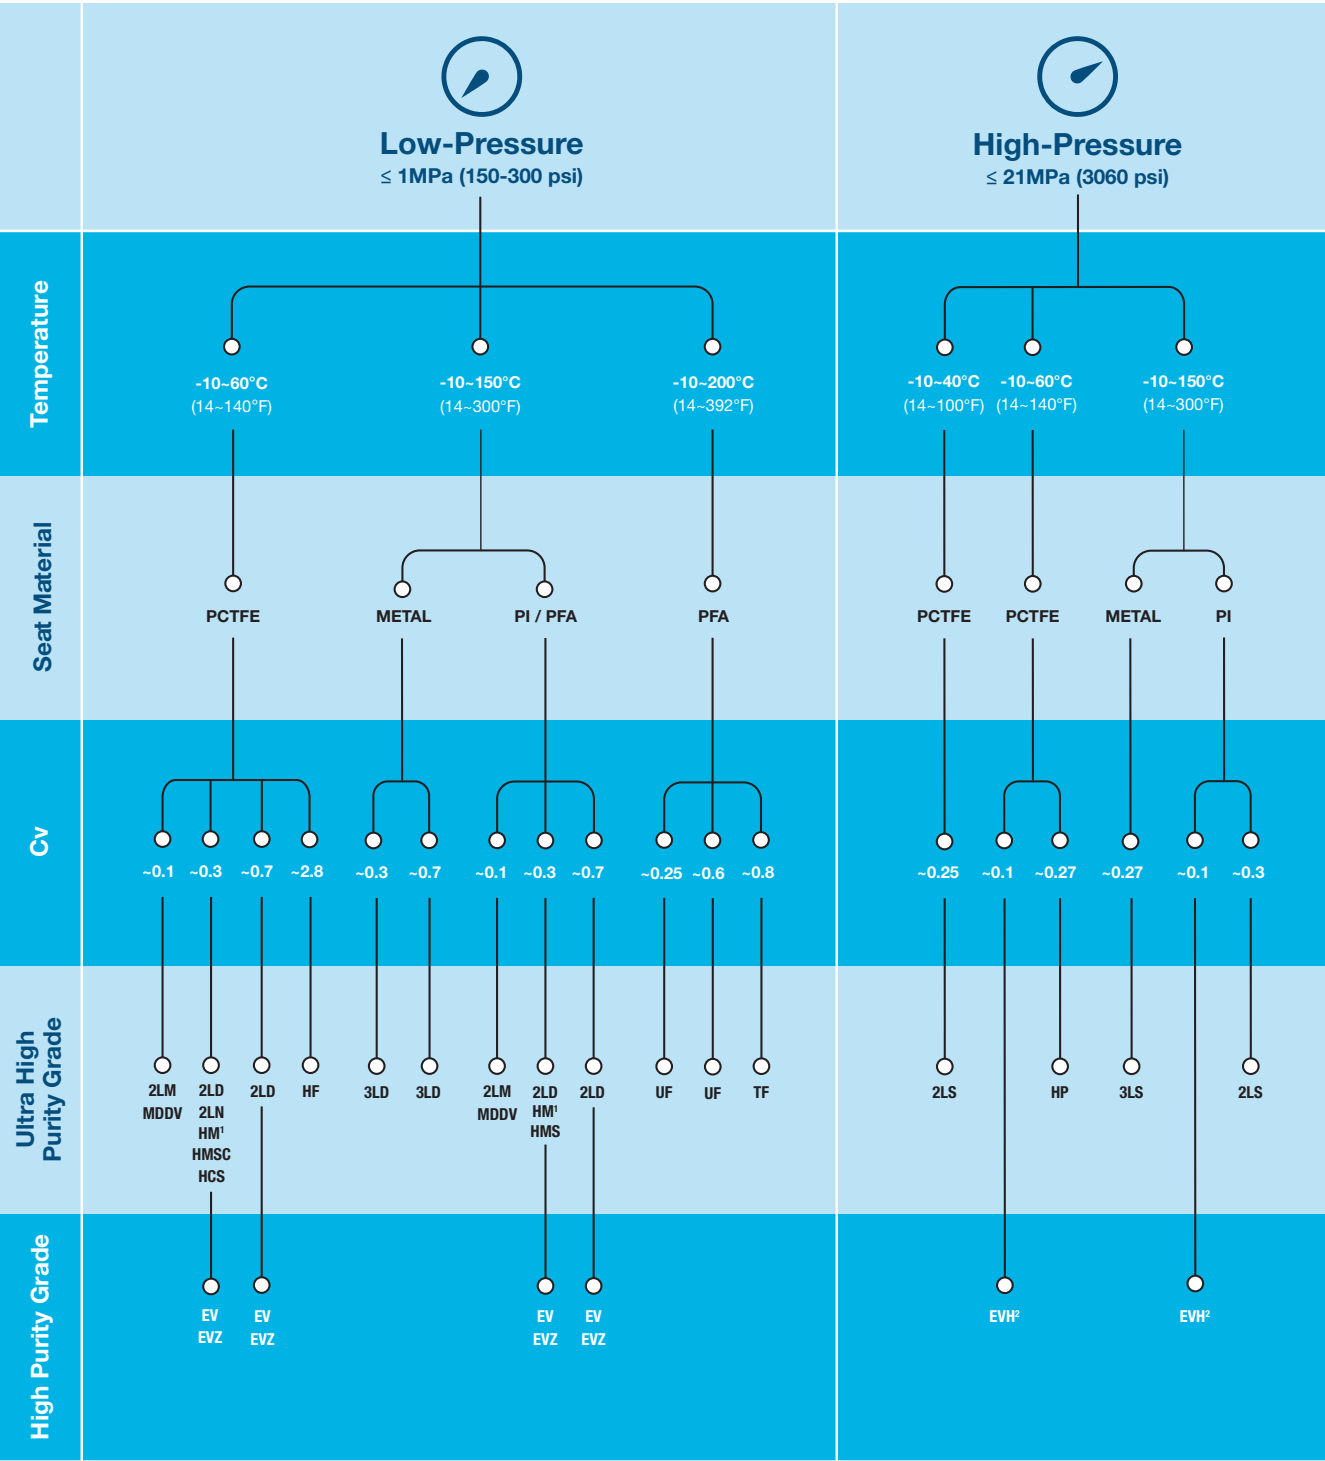 Low-Pressure
≤ 1MPa (150-300 psi)
High-Pressure
≤ 21MPa (3060 psi)
Temperature
-10~60°C
(14~140°F)
-10~150°C
(14~300°F)
-10~200°C
(14~392°F)
-10~40°C
(14~100°F)
-10~60°C
(14~140°F)
-10~150°C
(14~300°F)
Seat Material
PCTFE
METAL
PI / PFA
PFA
PCTFE
PCTFE
METAL
PI
Cv
~0.1
~0.3
~0.7
~2.8
~0.3
~0.7
~0.1
~0.3
~0.7
~0.25
~0.6
~0.8
~0.25
~0.1
~0.27
~0.27
~0.1
~0.3
Ultra High
Purity Grade
2LM
MDDV
2LD
2LN
HM¹
HMSC
HCS
2LD
HF
3LD
3LD
2LM
MDDV
2LD
HM¹
HMS
2LD
UF
UF
TF
2LS
HP
3LS
2LS
High Purity Grade
EV
EVZ
EV
EVZ
EV
EVZ
EV
EVZ
EVH²
EVH²